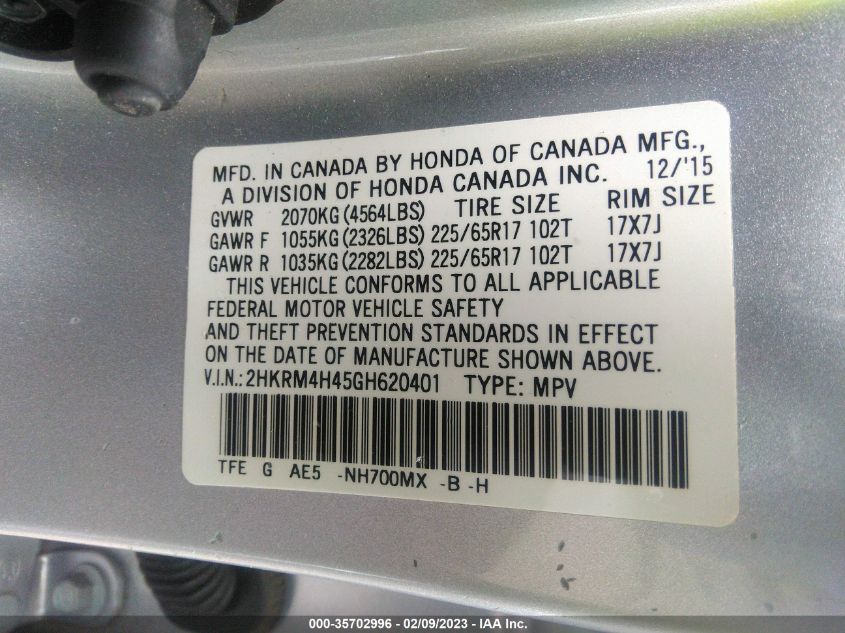 MFD. IN CANADA BY HONDA OF CANADA MFG.,
A DIVISION OF HONDA CANADA INC. 12/'15
GVWR 2070KG (4564LBS) TIRE SIZE RIM SIZE
GAWR F 1055KG (2326LBS) 225/65R17 102T 17X7J
GAWR R 1035KG (2282LBS) 225/65R17 102T 17X7J
THIS VEHICLE CONFORMS TO ALL APPLICABLE
FEDERAL MOTOR VEHICLE SAFETY
AND THEFT PREVENTION STANDARDS IN EFFECT
ON THE DATE OF MANUFACTURE SHOWN ABOVE.
V.I.N.: 2HKRM4H45GH620401 TYPE: MPV
TFE G AE5 -NH700MX -B -H
000-35702996 - 02/09/2023 - IAA Inc.